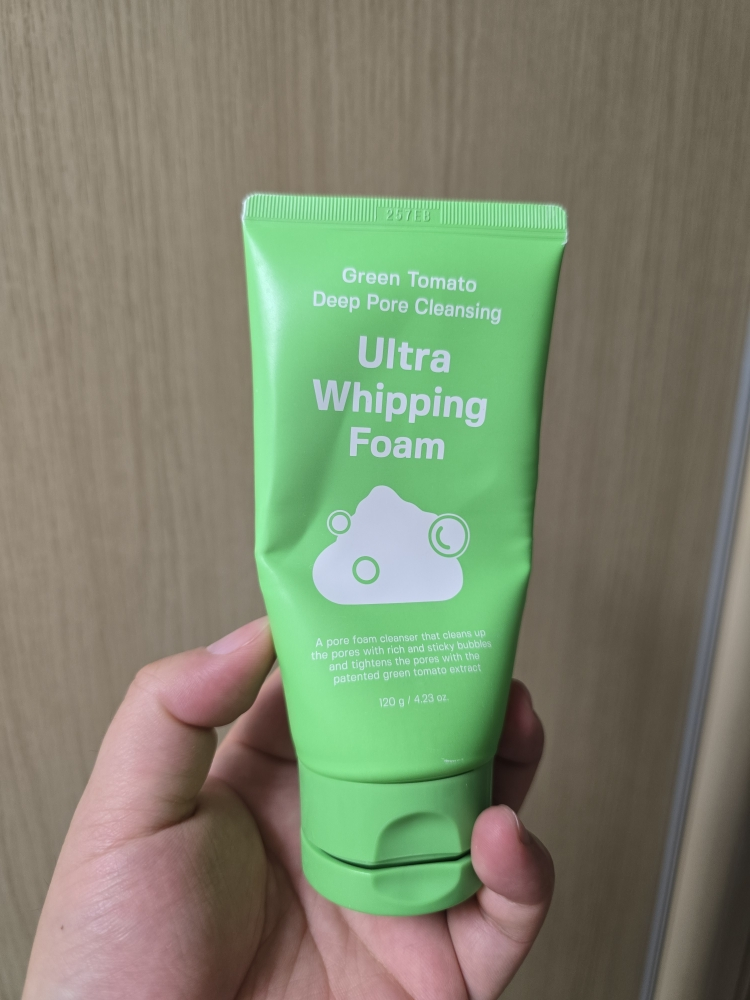 257EB
Green Tomato
Deep Pore Cleansing
Ultra
Whipping
Foam
A pore foam cleanser that cleans up
the pores with rich and sticky bubbles
and tightens the pores with the
patented green tomato extract
120 g / 4.23 oz.